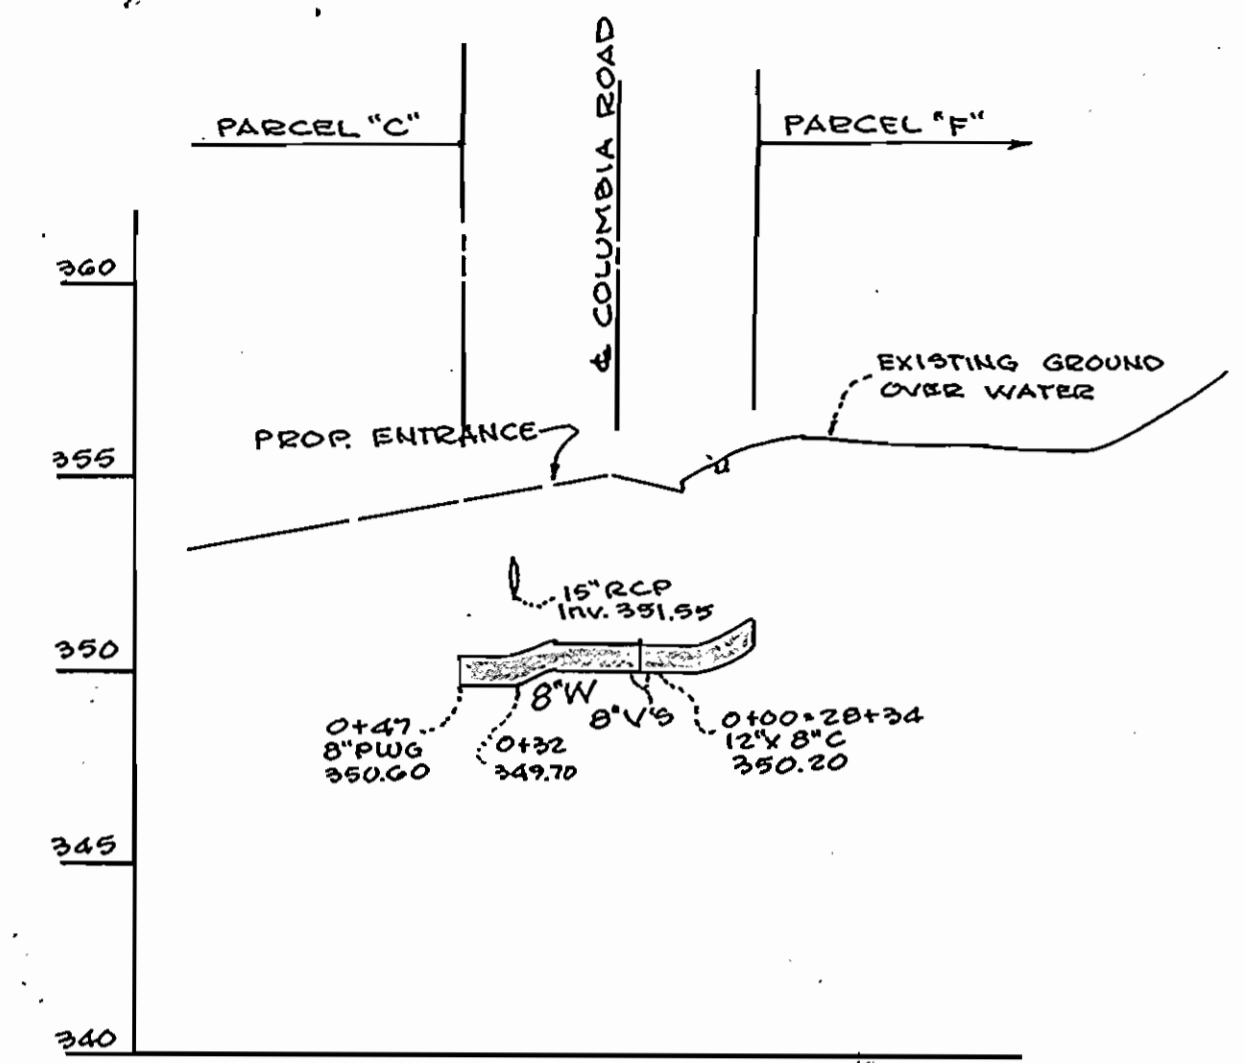 PARCEL "C"
℄ COLUMBIA ROAD
PARCEL "F"
360
EXISTING GROUND
OVER WATER
PROP. ENTRANCE
355
15" RCP
Inv. 351.55
350
8"W
8"V'S
0+47
8"PWG
350.60
0+32
349.70
0+00=28+34
12"X 8"C
350.20
345
340